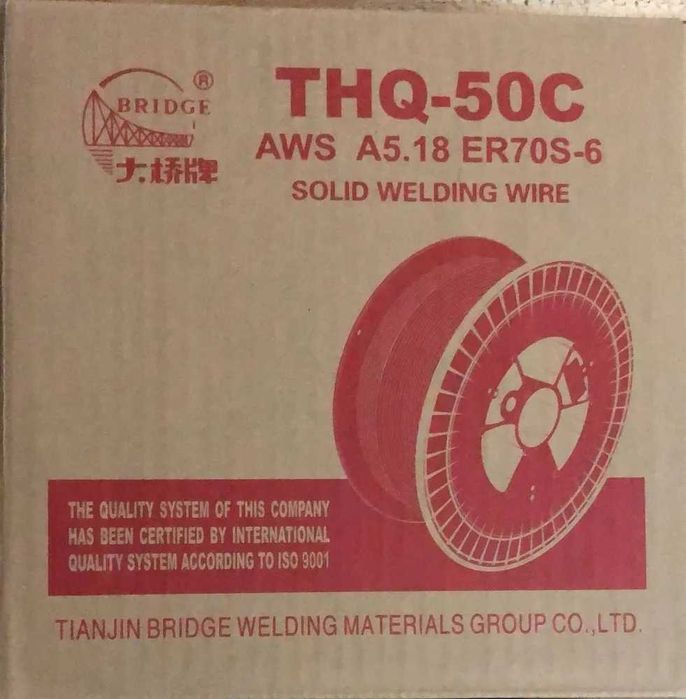 BRIDGE ®
大桥牌
THQ-50C
AWS A5.18 ER70S-6
SOLID WELDING WIRE
THE QUALITY SYSTEM OF THIS COMPANY
HAS BEEN CERTIFIED BY INTERNATIONAL
QUALITY SYSTEM ACCORDING TO ISO 9001
TIANJIN BRIDGE WELDING MATERIALS GROUP CO.,LTD.